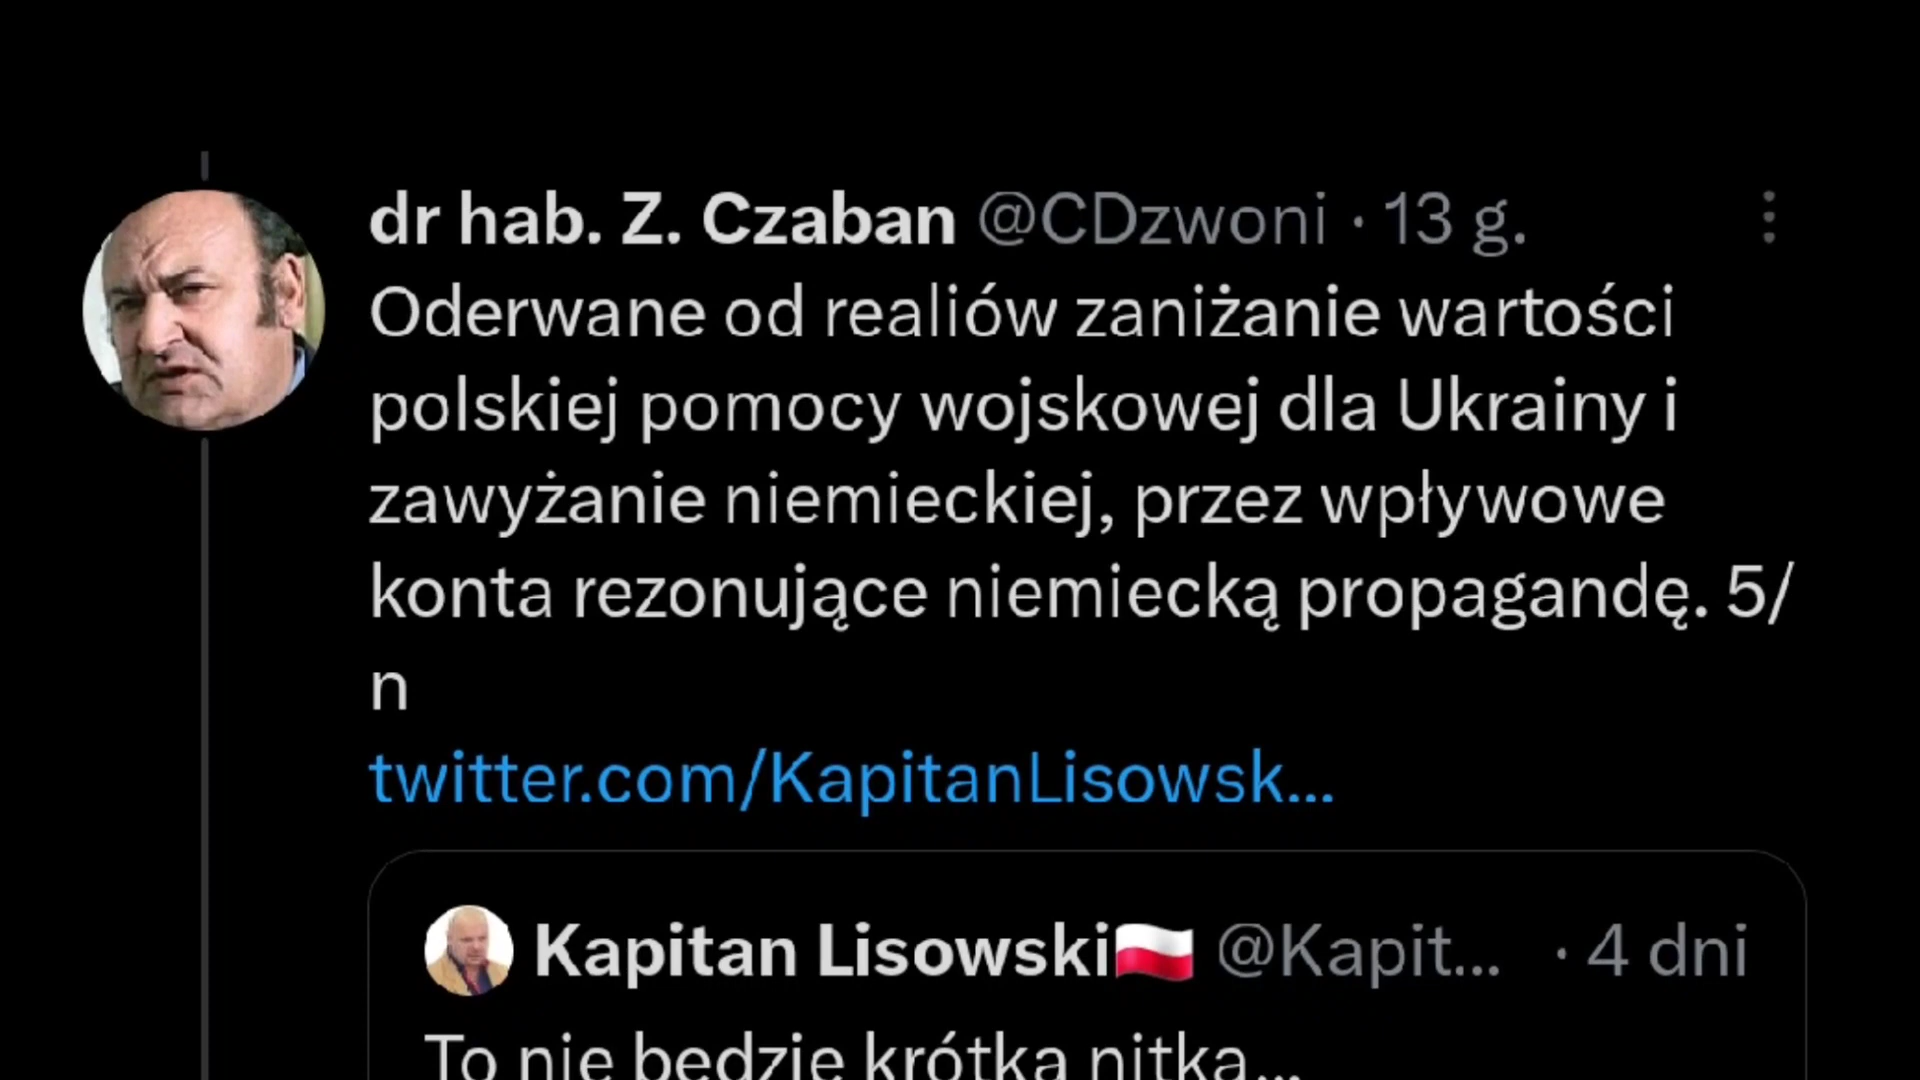 dr hab. Z. Czaban @CDzwoni · 13 g.
Oderwane od realiów zaniżanie wartości
polskiej pomocy wojskowej dla Ukrainy i
zawyżanie niemieckiej, przez wpływowe
konta rezonujące niemiecką propagandę. 5/
n
twitter.com/KapitanLisowsk...
Kapitan Lisowski🇵🇱 @Kapit... · 4 dni
To nie będzie krótka nitka...